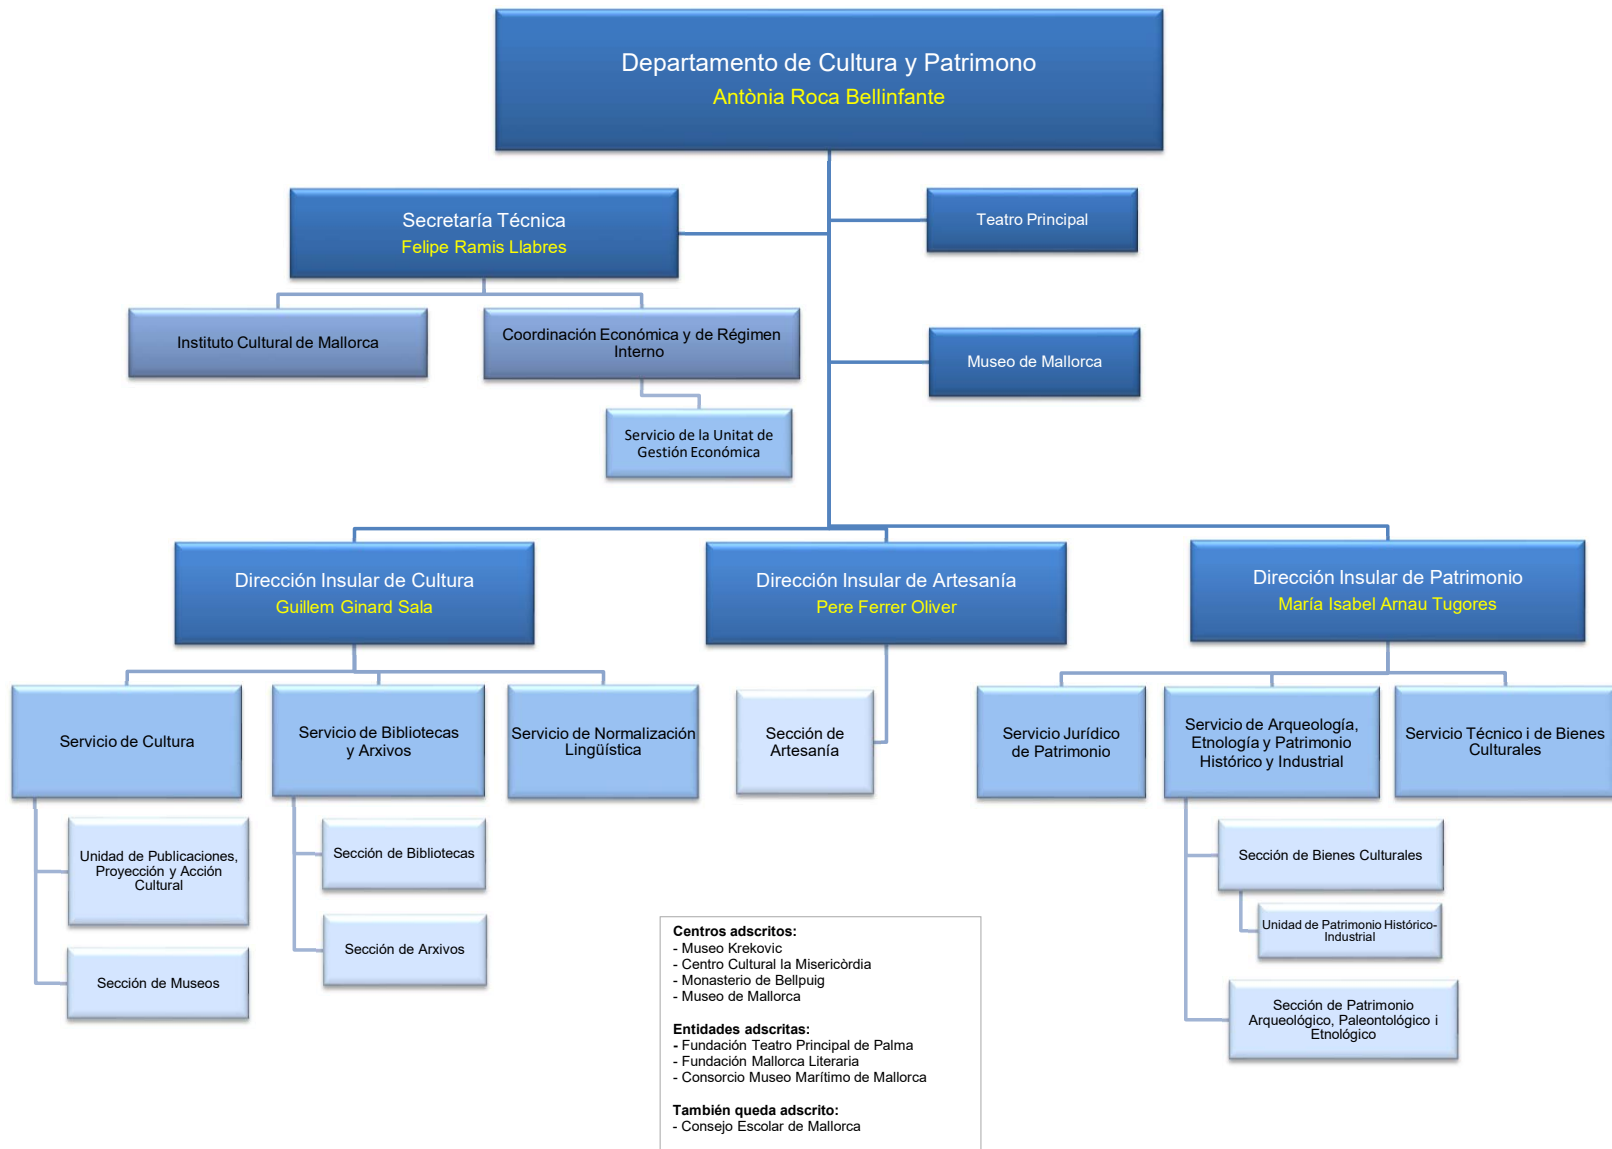 Departamento de Cultura y Patrimono
Antònia Roca Bellinfante
Secretaría Técnica
Felipe Ramis Llabres
Teatro Principal
Instituto Cultural de Mallorca
Coordinación Económica y de Régimen
Interno
Museo de Mallorca
Servicio de la Unitat de
Gestión Económica
Dirección Insular de Cultura
Guillem Ginard Sala
Dirección Insular de Artesanía
Pere Ferrer Oliver
Dirección Insular de Patrimonio
María Isabel Arnau Tugores
Servicio de Cultura
Servicio de Bibliotecas
y Arxivos
Servicio de Normalización
Lingüística
Sección de
Artesanía
Servicio Jurídico
de Patrimonio
Servicio de Arqueología,
Etnología y Patrimonio
Histórico y Industrial
Servicio Técnico i de Bienes
Culturales
Unidad de Publicaciones,
Proyección y Acción
Cultural
Sección de Museos
Sección de Bibliotecas
Sección de Arxivos
Sección de Bienes Culturales
Unidad de Patrimonio Histórico-
Industrial
Sección de Patrimonio
Arqueológico, Paleontológico i
Etnológico
Centros adscritos:
- Museo Krekovic
- Centro Cultural la Misericòrdia
- Monasterio de Bellpuig
- Museo de Mallorca
Entidades adscritas:
- Fundación Teatro Principal de Palma
- Fundación Mallorca Literaria
- Consorcio Museo Marítimo de Mallorca
También queda adscrito:
- Consejo Escolar de Mallorca